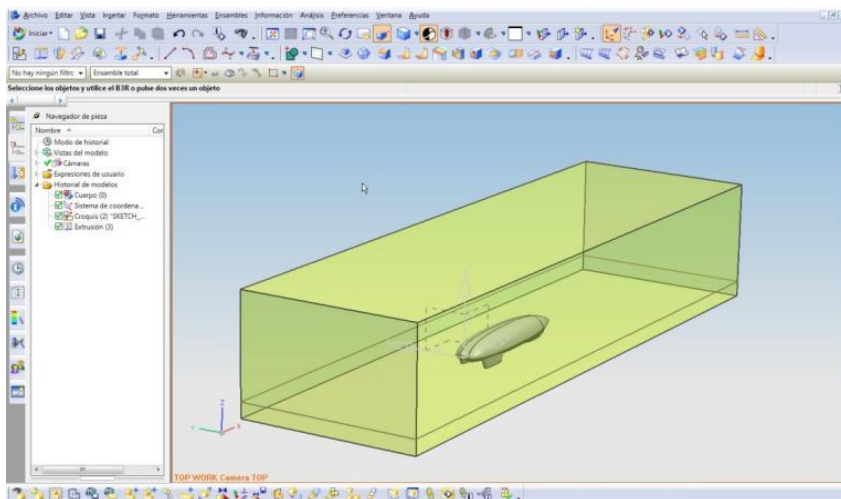 Archivo Editar Vista Insertar Formato Herramientas Ensambles Información Análisis Preferencias Ventana Ayuda
Iniciar
No hay ningún filtro Ensamble total
Seleccione los objetos y utilice el B3R o pulse dos veces un objeto
Navegador de pieza
Nombre Cor
Modo de historial
Vistas del modelo
Cámaras
Expresiones de usuario
Historial de modelos
Cuerpo (0)
Sistema de coordena...
Croquis (2) "SKETCH_...
Extrusión (3)
Z
Y X
TOP WORK Camera TOP